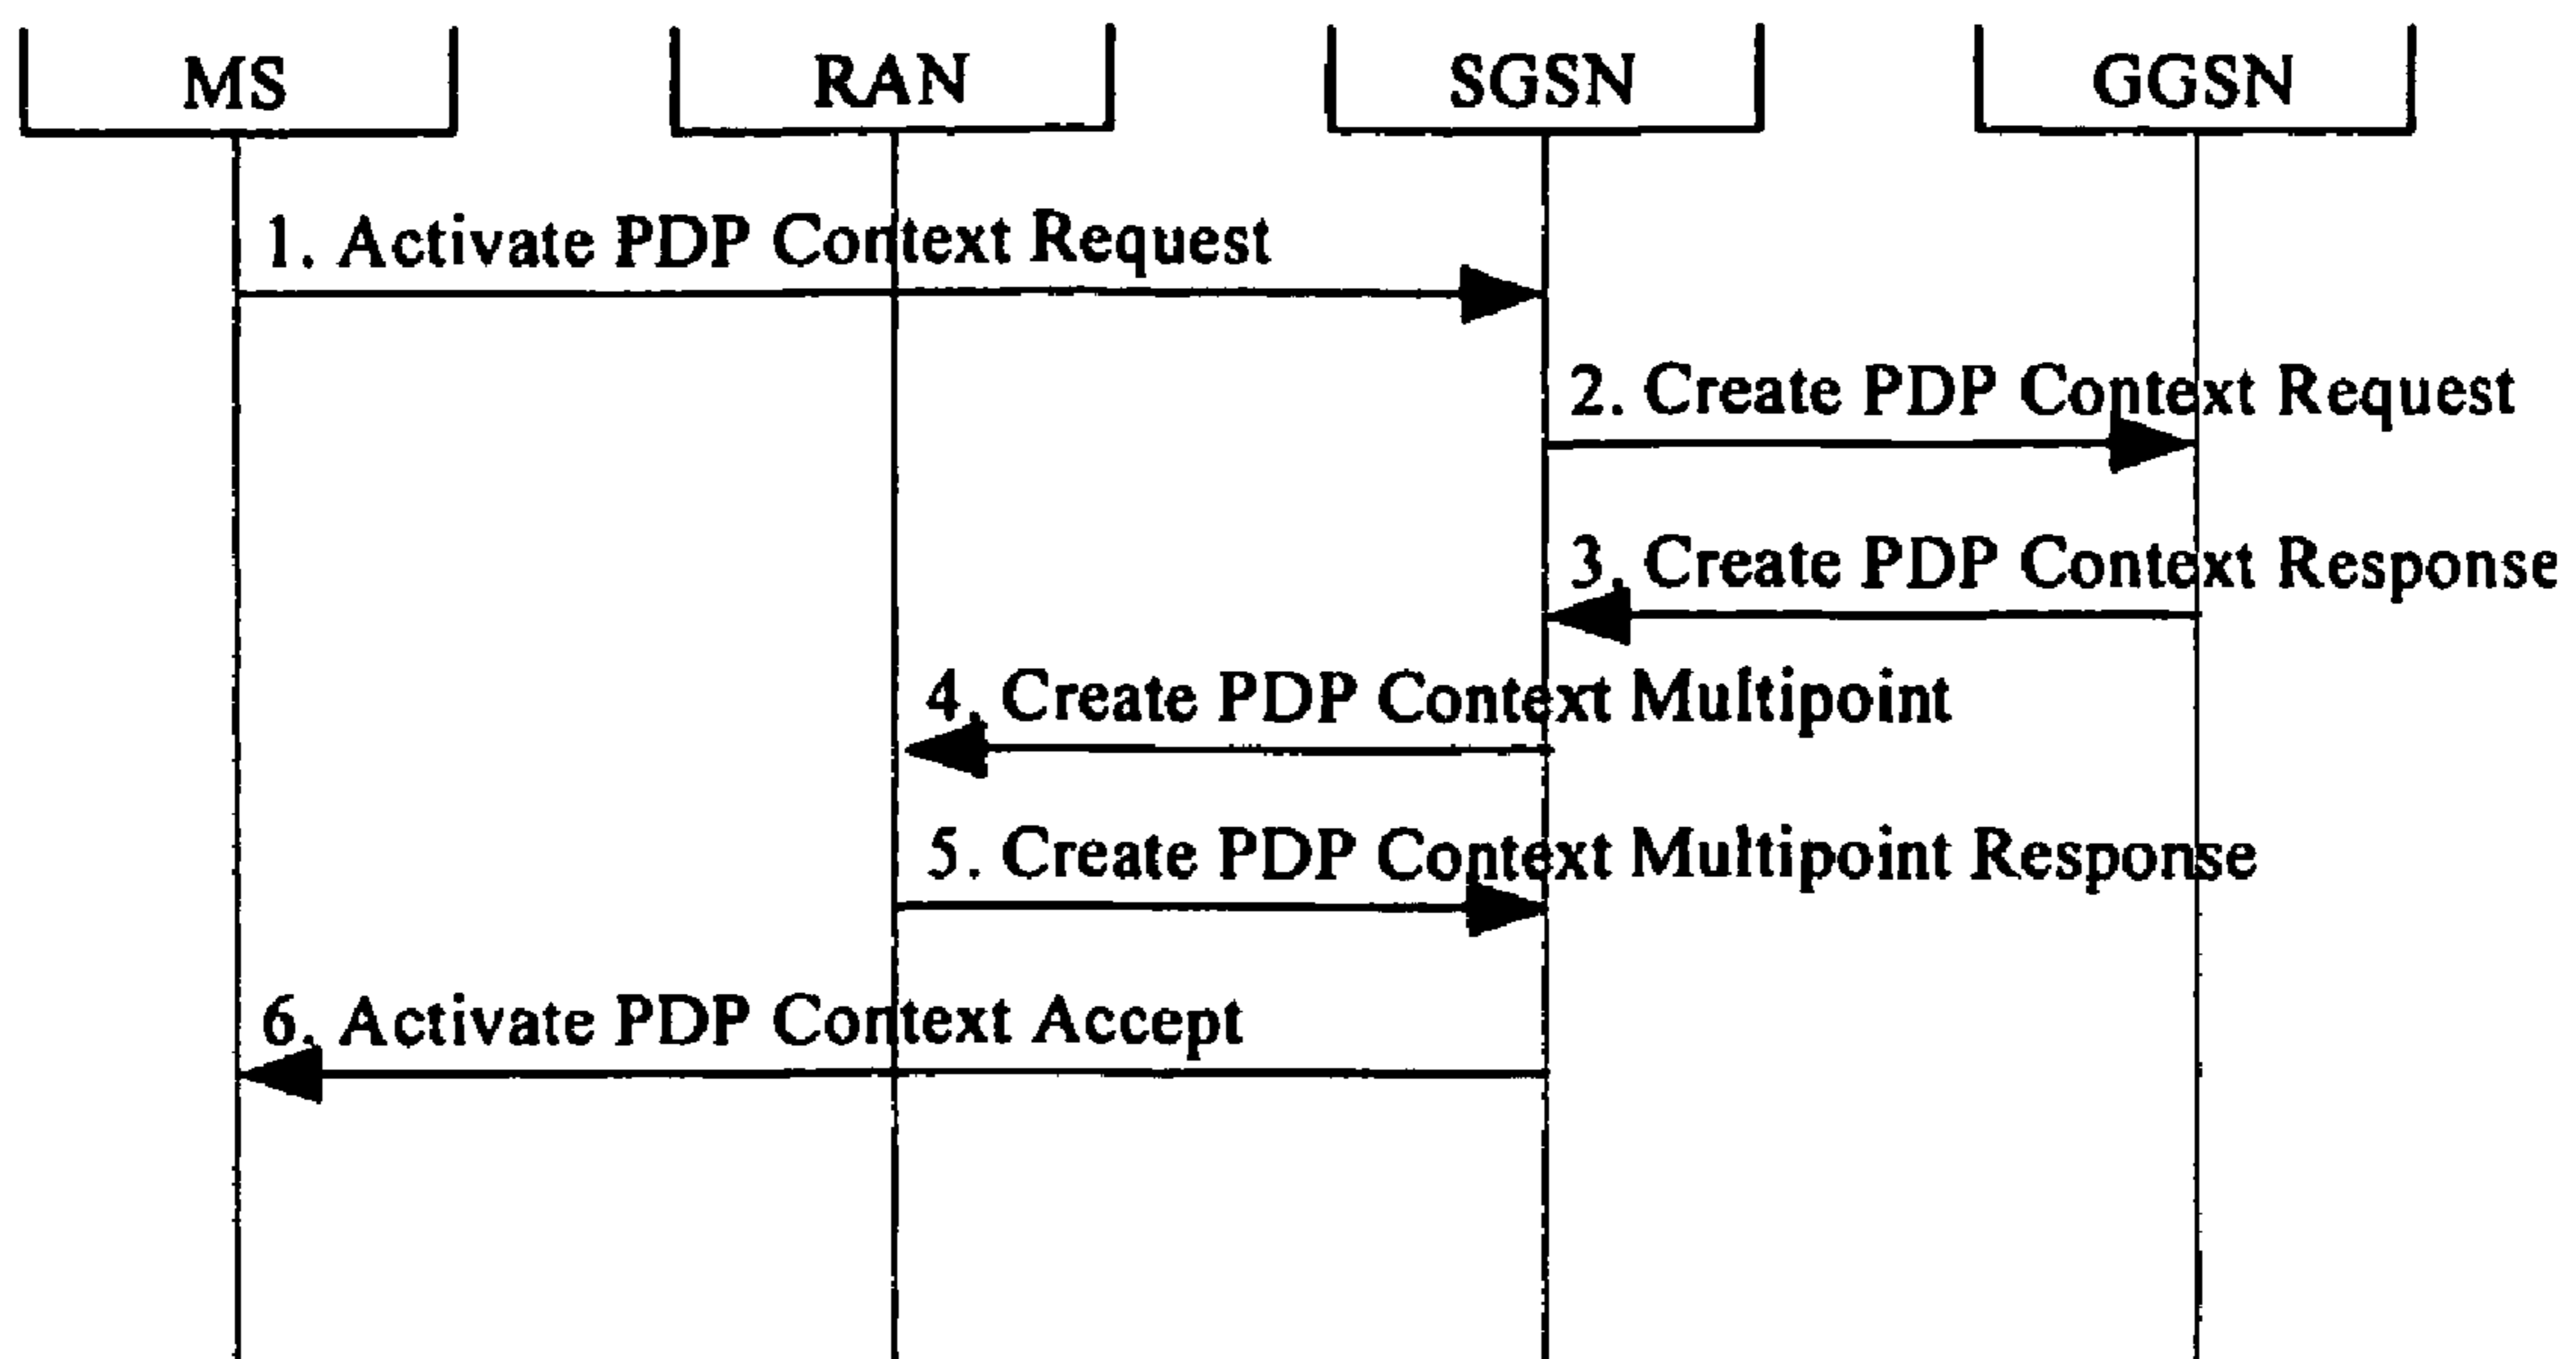 MS
RAN
SGSN
GGSN
1. Activate PDP Context Request
2. Create PDP Context Request
3. Create PDP Context Response
4. Create PDP Context Multipoint
5. Create PDP Context Multipoint Response
6. Activate PDP Context Accept